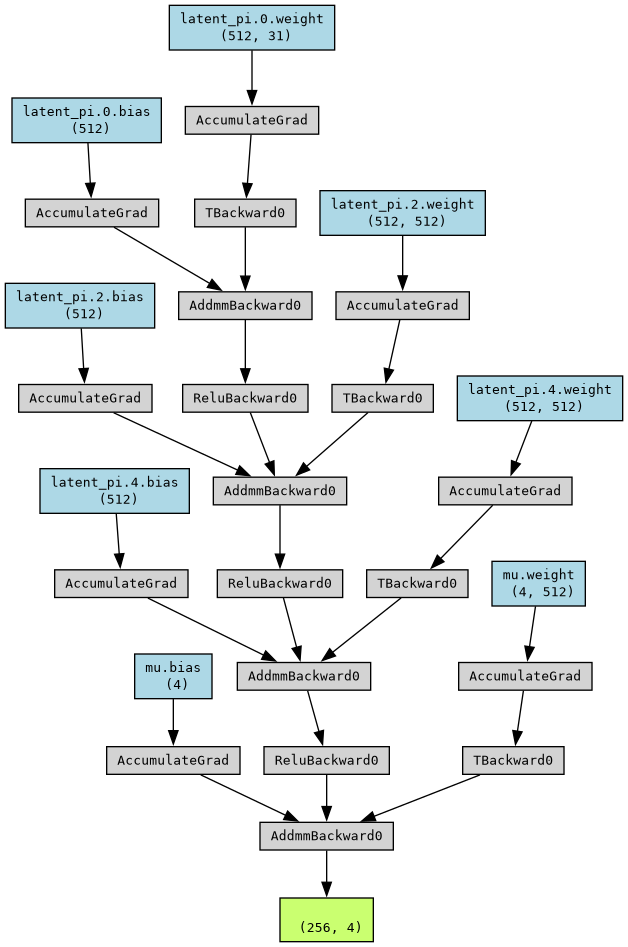 latent_pi.0.weight
(512, 31)
latent_pi.0.bias
(512)
AccumulateGrad
latent_pi.2.weight
(512, 512)
AccumulateGrad
TBackward0
latent_pi.2.bias
(512)
AddmmBackward0
AccumulateGrad
latent_pi.4.weight
(512, 512)
AccumulateGrad
ReluBackward0
TBackward0
latent_pi.4.bias
(512)
AddmmBackward0
AccumulateGrad
mu.weight
(4, 512)
AccumulateGrad
ReluBackward0
TBackward0
mu.bias
(4)
AddmmBackward0
AccumulateGrad
AccumulateGrad
ReluBackward0
TBackward0
AddmmBackward0
(256, 4)